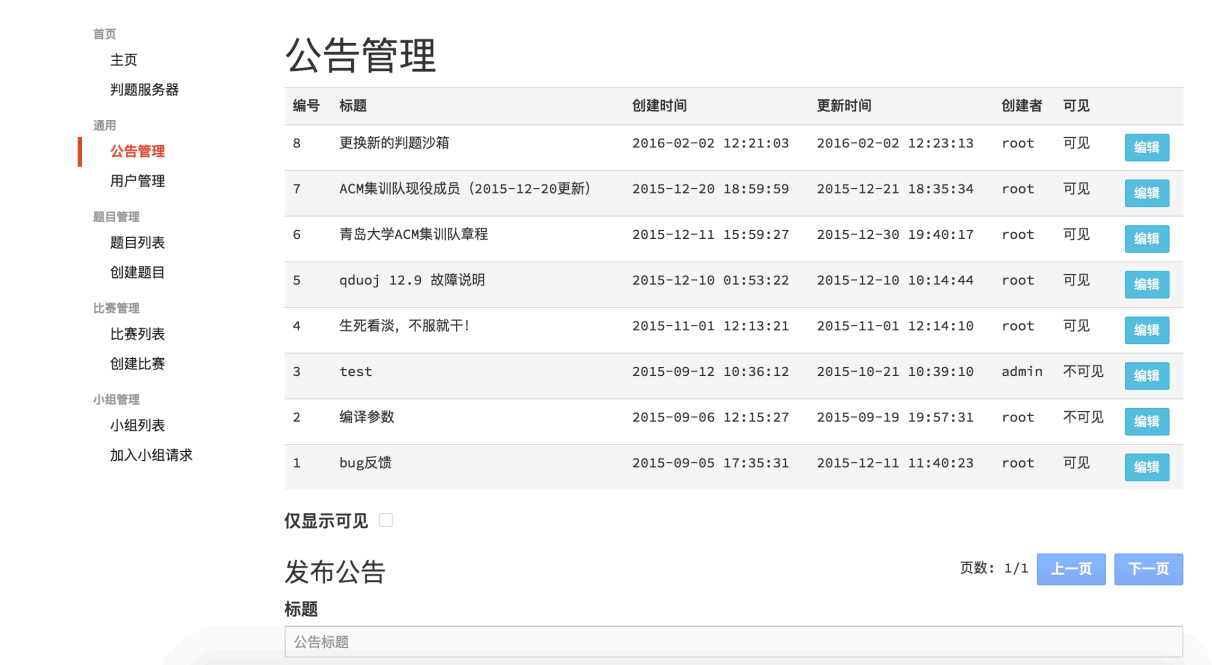 首页
主页
判题服务器
通用
公告管理
用户管理
题目管理
题目列表
创建题目
比赛管理
比赛列表
创建比赛
小组管理
小组列表
加入小组请求
公告管理
编号 标题 创建时间 更新时间 创建者 可见
8 更换新的判题沙箱 2016-02-02 12:21:03 2016-02-02 12:23:13 root 可见 编辑
7 ACM集训队现役成员（2015-12-20更新） 2015-12-20 18:59:59 2015-12-21 18:35:34 root 可见 编辑
6 青岛大学ACM集训队章程 2015-12-11 15:59:27 2015-12-30 19:40:17 root 可见 编辑
5 qduoj 12.9 故障说明 2015-12-10 01:53:22 2015-12-10 10:14:44 root 可见 编辑
4 生死看淡，不服就干！ 2015-11-01 12:13:21 2015-11-01 12:14:10 root 可见 编辑
3 test 2015-09-12 10:36:12 2015-10-21 10:39:10 admin 不可见 编辑
2 编译参数 2015-09-06 12:15:27 2015-09-19 19:57:31 root 不可见 编辑
1 bug反馈 2015-09-05 17:35:31 2015-12-11 11:40:23 root 可见 编辑
仅显示可见
页数: 1/1 上一页 下一页
发布公告
标题
公告标题